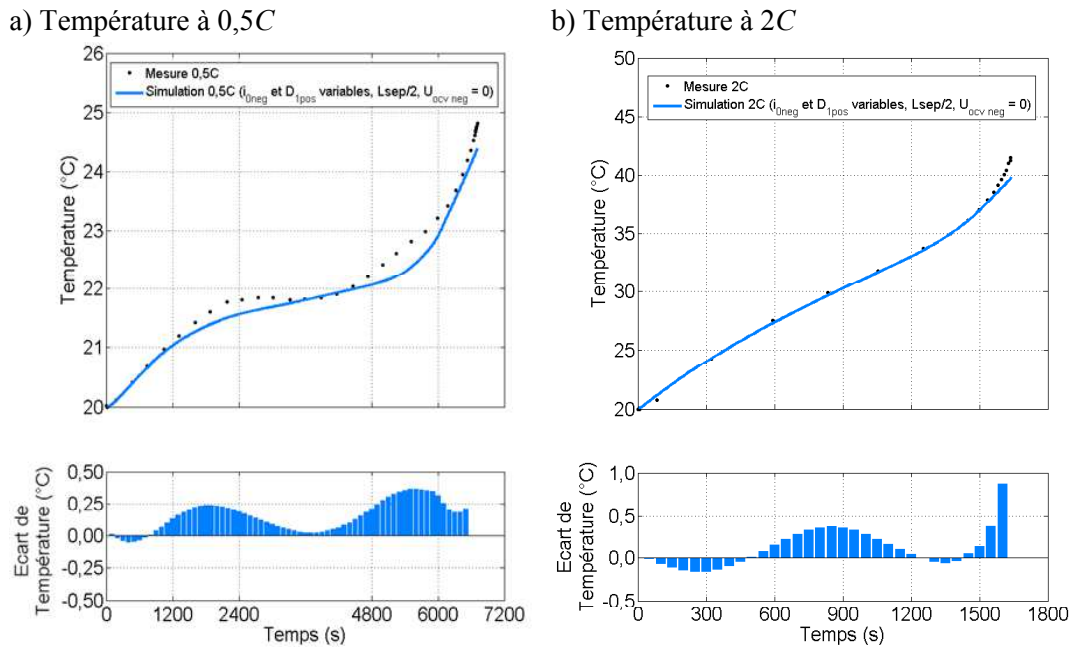 a) Température à 0,5C
26
25
24
23
22
21
20
Température (°C)
Mesure 0,5C
Simulation 0,5C (i0neg et D1pos variables, Lsep/2, Uocv neg = 0)
0,50
0,25
0,00
-0,25
-0,50
Ecart de
Température (°C)
0 1200 2400 4800 6000 7200
Temps (s)
b) Température à 2C
50
45
40
35
30
25
20
Température (°C)
Mesure 2C
Simulation 2C (i0neg et D1pos variables, Lsep/2, Uocv neg = 0)
1,0
0,5
0,0
-0,5
Ecart de
Température (°C)
0 300 600 900 1200 1500 1800
Temps (s)